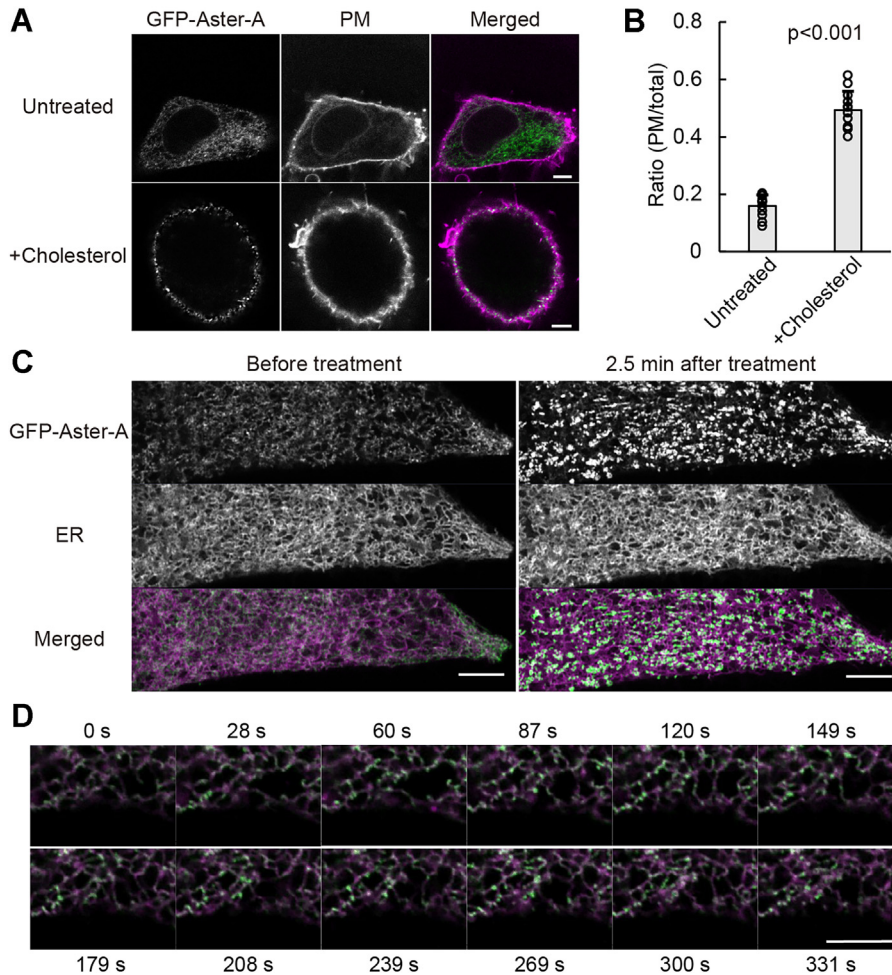 A
GFP-Aster-A PM Merged
Untreated
+Cholesterol
B
p<0.001
Ratio (PM/total)
0.8
0.6
0.4
0.2
0
Untreated
+Cholesterol
C
Before treatment 2.5 min after treatment
GFP-Aster-A
ER
Merged
D
0 s 28 s 60 s 87 s 120 s 149 s
179 s 208 s 239 s 269 s 300 s 331 s